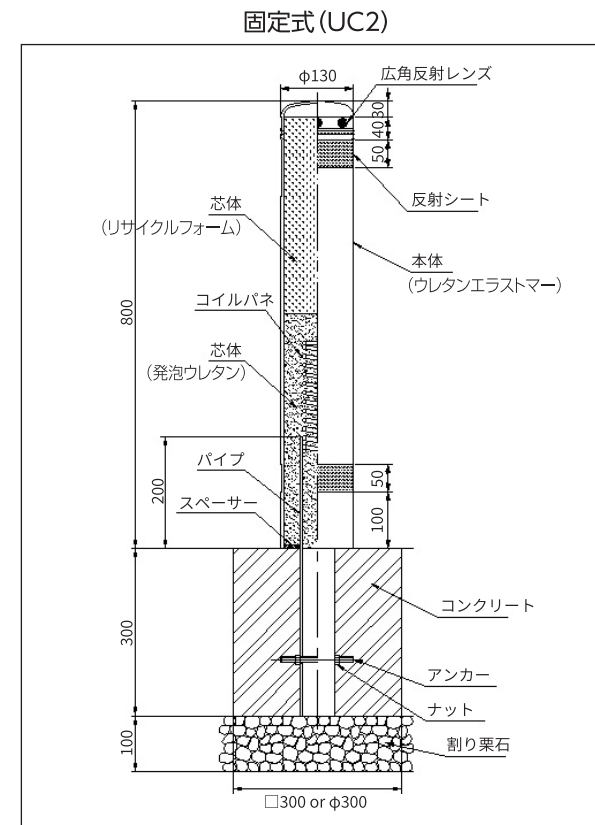 固定式(UC2)
φ130
広角反射レンズ
30
40
50
反射シート
芯体
(リサイクルフォーム)
本体
(ウレタンエラストマー)
コイルバネ
800
芯体
(発泡ウレタン)
パイプ
200
スペーサー
50
100
コンクリート
300
アンカー
ナット
割り栗石
100
□300 or φ300